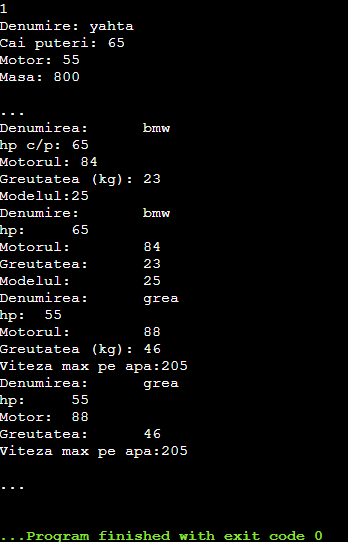 1
Denumire: yahta
Cai puteri: 65
Motor: 55
Masa: 800
...
Denumirea: bmw
hp c/p: 65
Motorul: 84
Greutatea (kg): 23
Modelul:25
Denumire: bmw
hp: 65
Motorul: 84
Greutatea: 23
Modelul: 25
Denumirea: grea
hp: 55
Motorul: 88
Greutatea (kg): 46
Viteza max pe apa:205
Denumirea: grea
hp: 55
Motor: 88
Greutatea: 46
Viteza max pe apa:205
...
...Program finished with exit code 0